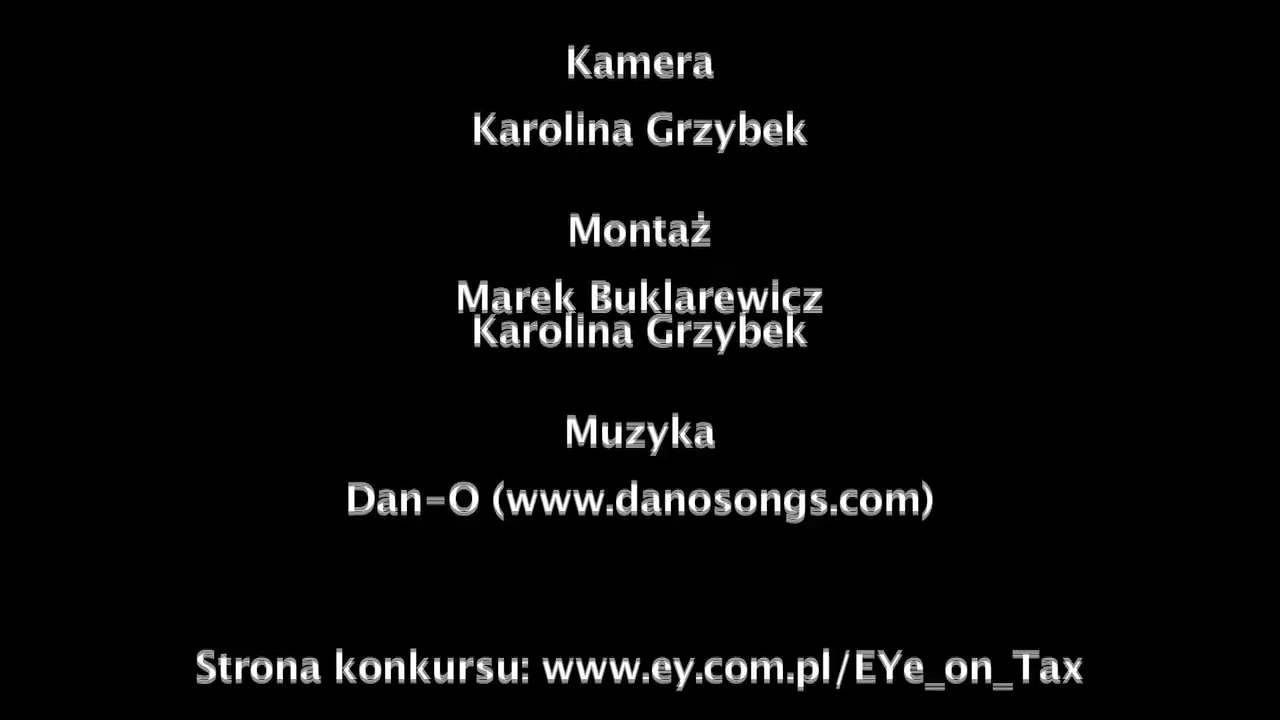 Kamera
Karolina Grzybek
Montaż
Marek Buklarewicz
Karolina Grzybek
Muzyka
Dan-O (www.danosongs.com)
Strona konkursu: www.ey.com.pl/EYe_on_Tax